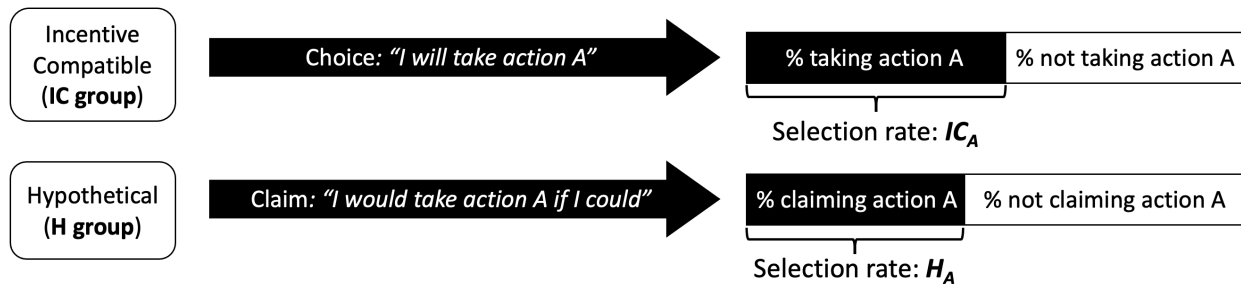 Incentive
Compatible
(IC group)
Choice: “I will take action A”
% taking action A
% not taking action A
Selection rate: IC_A
Hypothetical
(H group)
Claim: “I would take action A if I could”
% claiming action A
% not claiming action A
Selection rate: H_A